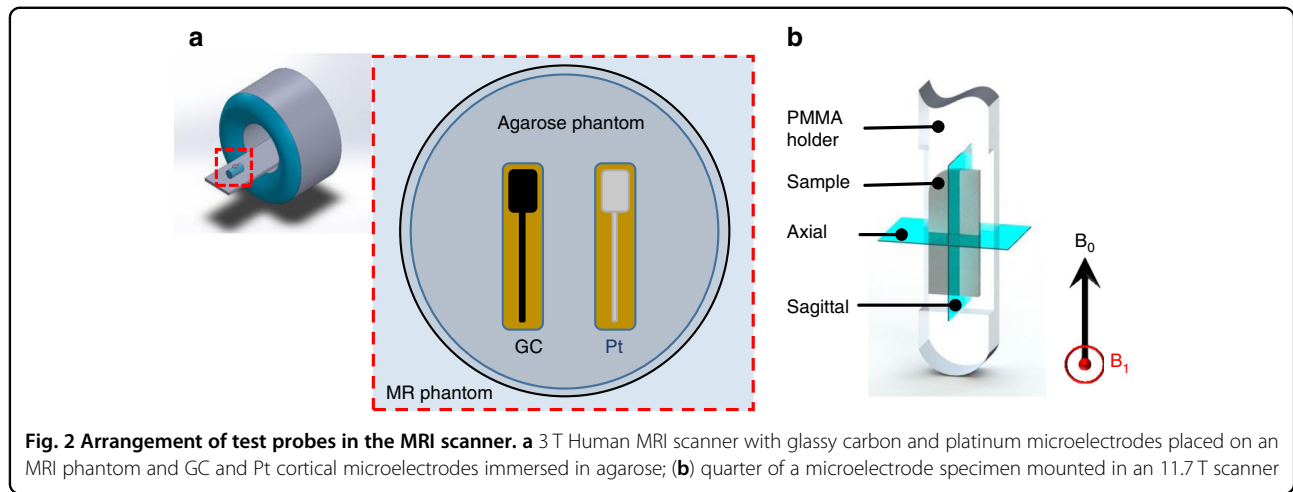 a
Agarose phantom
GC
Pt
MR phantom
b
PMMA
holder
Sample
Axial
Sagittal
B₀
B₁
Fig. 2 Arrangement of test probes in the MRI scanner. a 3 T Human MRI scanner with glassy carbon and platinum microelectrodes placed on an
MRI phantom and GC and Pt cortical microelectrodes immersed in agarose; (b) quarter of a microelectrode specimen mounted in an 11.7 T scanner